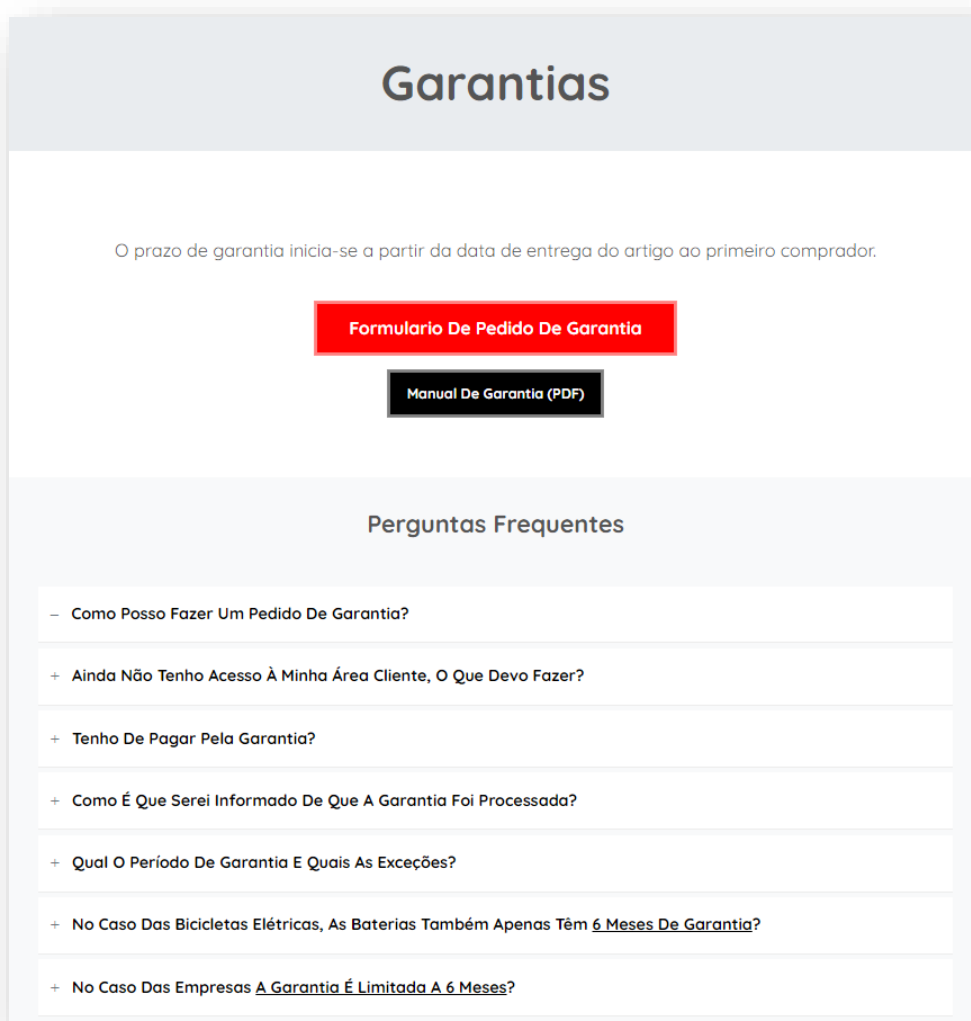 Garantias
O prazo de garantia inicia-se a partir da data de entrega do artigo ao primeiro comprador.
Formulario De Pedido De Garantia
Manual De Garantia (PDF)
Perguntas Frequentes
– Como Posso Fazer Um Pedido De Garantia?
+ Ainda Não Tenho Acesso À Minha Área Cliente, O Que Devo Fazer?
+ Tenho De Pagar Pela Garantia?
+ Como É Que Serei Informado De Que A Garantia Foi Processada?
+ Qual O Período De Garantia E Quais As Exceções?
+ No Caso Das Bicicletas Elétricas, As Baterias Também Apenas Têm 6 Meses De Garantia?
+ No Caso Das Empresas A Garantia É Limitada A 6 Meses?